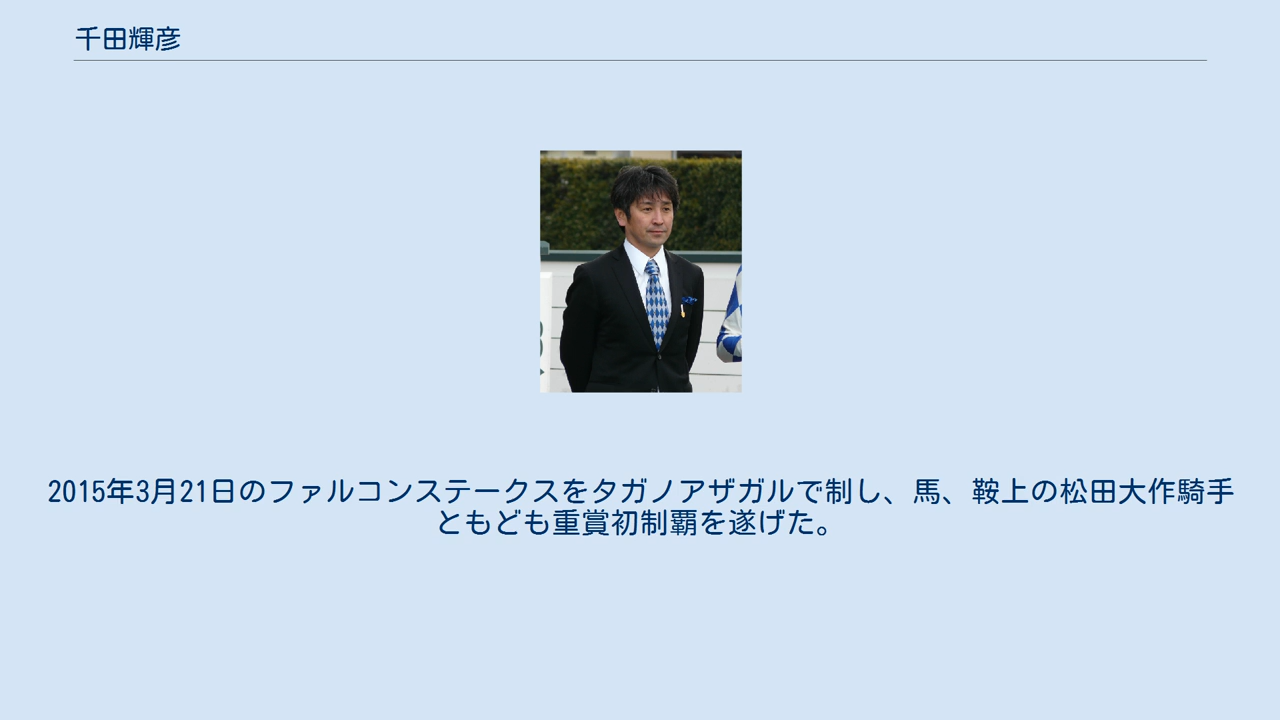 千田輝彦
2015年3月21日のファルコンステークスをタガノアザガルで制し、馬、鞍上の松田大作騎手
ともども重賞初制覇を遂げた。